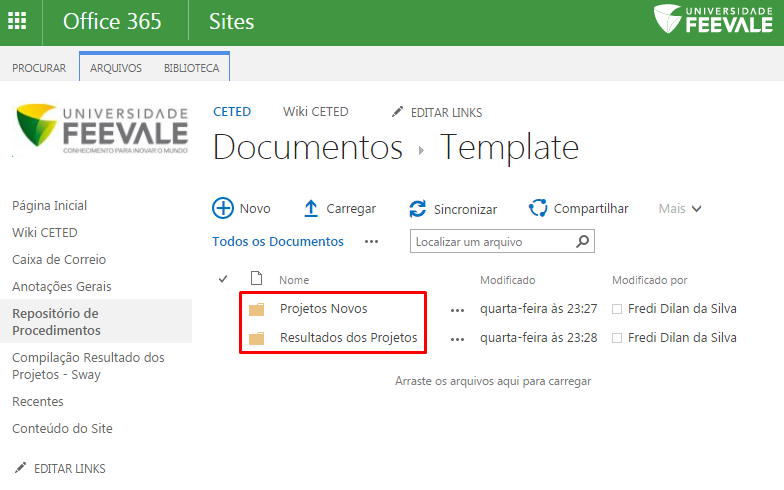 Office 365
Sites
UNIVERSIDADE
FEEVALE
PROCURAR
ARQUIVOS
BIBLIOTECA
UNIVERSIDADE
FEEVALE
CONHECIMENTO PARA INOVAR O MUNDO
CETED
Wiki CETED
EDITAR LINKS
Documentos ▸ Template
Página Inicial
Wiki CETED
Caixa de Correio
Anotações Gerais
Repositório de
Procedimentos
Compilação Resultado dos
Projetos - Sway
Recentes
Conteúdo do Site
EDITAR LINKS
Novo
Carregar
Sincronizar
Compartilhar
Mais
Todos os Documentos
Localizar um arquivo
Nome
Modificado
Modificado por
Projetos Novos
quarta-feira às 23:27
Fredi Dilan da Silva
Resultados dos Projetos
quarta-feira às 23:28
Fredi Dilan da Silva
Arraste os arquivos aqui para carregar